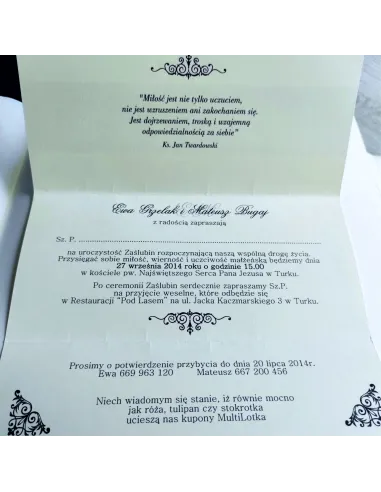 "Miłość jest nie tylko uczuciem,
nie jest wzruszeniem ani zakochaniem się.
Jest dojrzewaniem, troską i wzajemną
odpowiedzialnością za siebie"
Ks. Jan Twardowski
Ewa Grzelak i Mateusz Bugaj
z radością zapraszają
Sz. P. ................................................................................
na uroczystość Zaślubin rozpoczynającą naszą wspólną drogę życia.
Przysięgać sobie miłość, wierność i uczciwość małżeńską będziemy dnia
27 września 2014 roku o godzinie 15.00
w kościele pw. Najświętszego Serca Pana Jezusa w Turku.
Po ceremonii Zaślubin serdecznie zapraszamy Sz.P.
na przyjęcie weselne, które odbędzie się
w Restauracji "Pod Lasem" na ul. Jacka Kaczmarskiego 3 w Turku.
Prosimy o potwierdzenie przybycia do dnia 20 lipca 2014r.
Ewa 669 963 120 Mateusz 667 200 456
Niech wiadomym się stanie, iż równie mocno
jak róża, tulipan czy stokrotka
ucieszą nas kupony MultiLotka